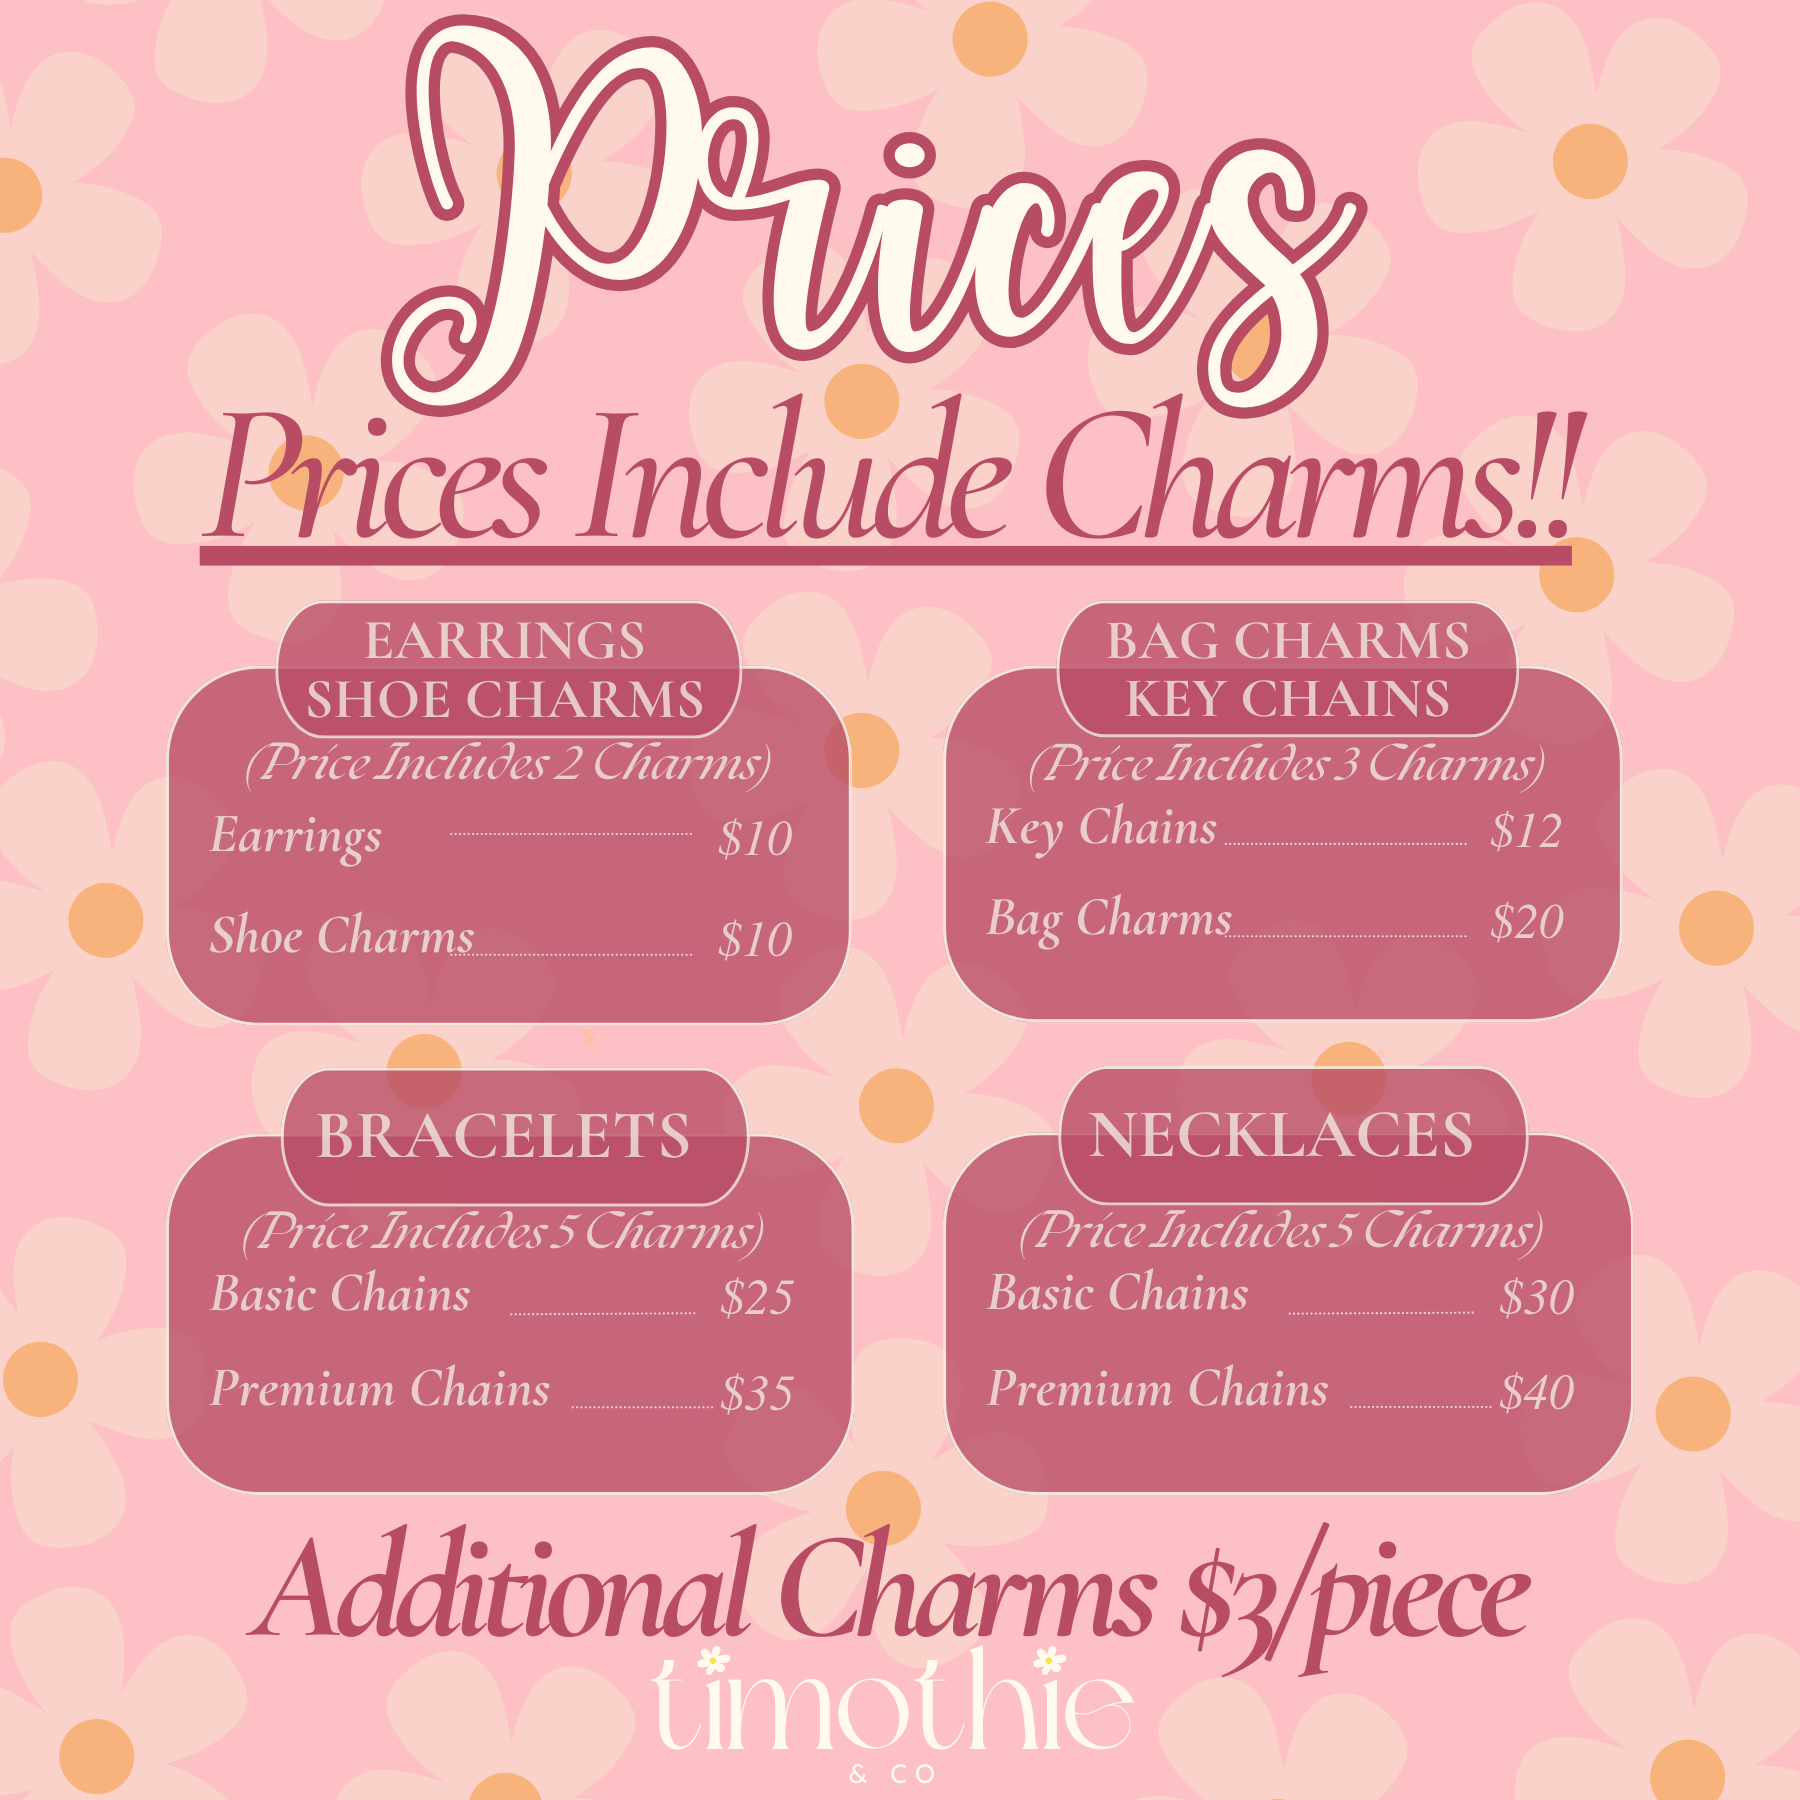 Prices
Prices Include Charms!!
EARRINGS
SHOE CHARMS
(Price Includes 2 Charms)
Earrings $10
Shoe Charms $10
BAG CHARMS
KEY CHAINS
(Price Includes 3 Charms)
Key Chains $12
Bag Charms $20
BRACELETS
(Price Includes 5 Charms)
Basic Chains $25
Premium Chains $35
NECKLACES
(Price Includes 5 Charms)
Basic Chains $30
Premium Chains $40
Additional Charms $3/piece
timothie
& CO